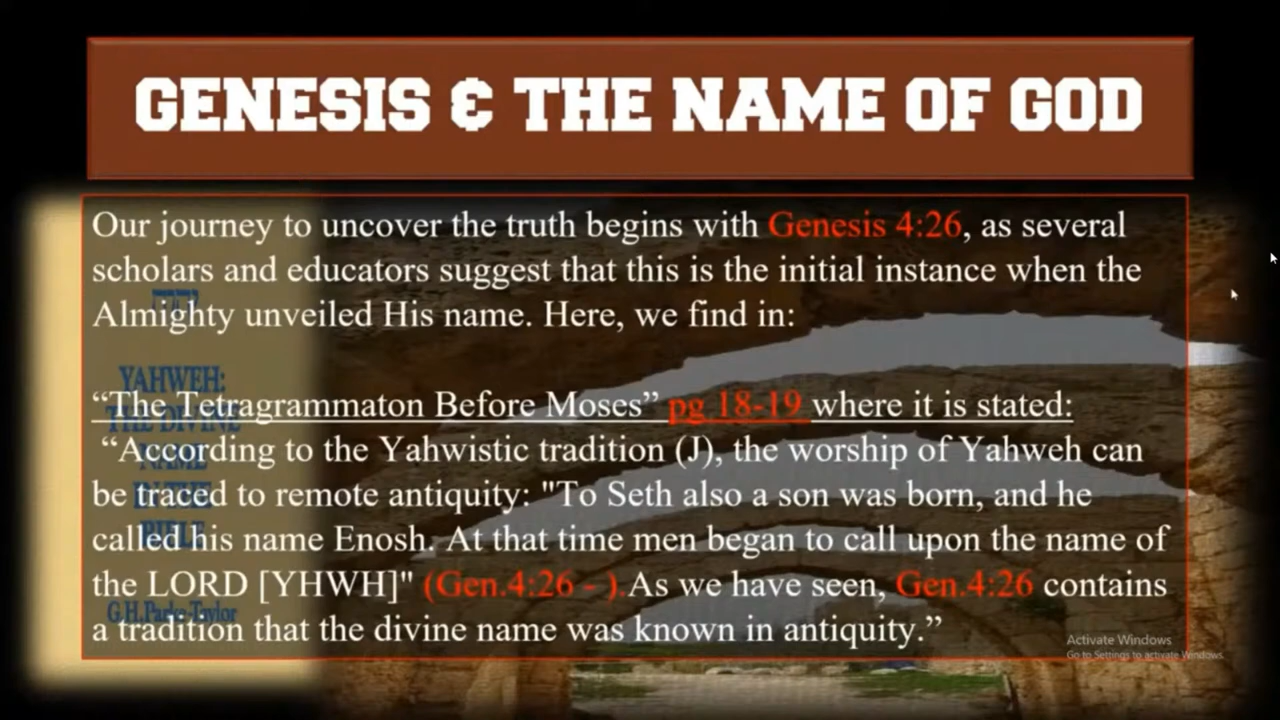 GENESIS & THE NAME OF GOD
Our journey to uncover the truth begins with Genesis 4:26, as several
scholars and educators suggest that this is the initial instance when the
Almighty unveiled His name. Here, we find in:
“The Tetragrammaton Before Moses” pg 18-19 where it is stated:
“According to the Yahwistic tradition (J), the worship of Yahweh can
be traced to remote antiquity: "To Seth also a son was born, and he
called his name Enosh. At that time men began to call upon the name of
the LORD [YHWH]" (Gen.4:26 - ). As we have seen, Gen.4:26 contains
a tradition that the divine name was known in antiquity.”
YAHWEH:
THE DIVINE
NAME
IN THE
BIBLE
G.H.Parke-Taylor
Activate Windows
Go to Settings to activate Windows.